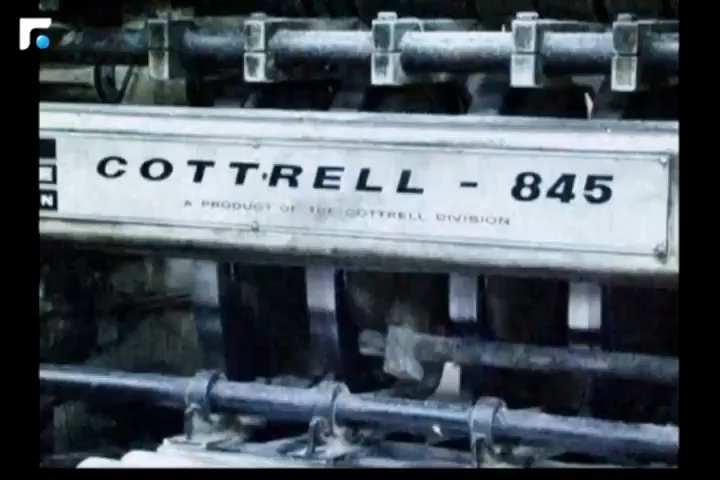 COTTRELL - 845
A PRODUCT OF THE COTTRELL DIVISION
N